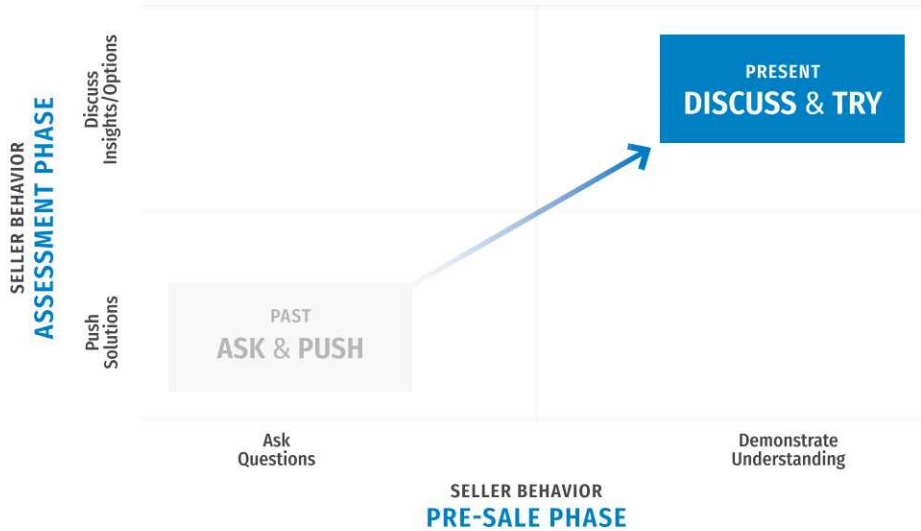 SELLER BEHAVIOR
ASSESSMENT PHASE
Discuss
Insights/Options
Push
Solutions
PRESENT
DISCUSS & TRY
PAST
ASK & PUSH
Ask
Questions
Demonstrate
Understanding
SELLER BEHAVIOR
PRE-SALE PHASE